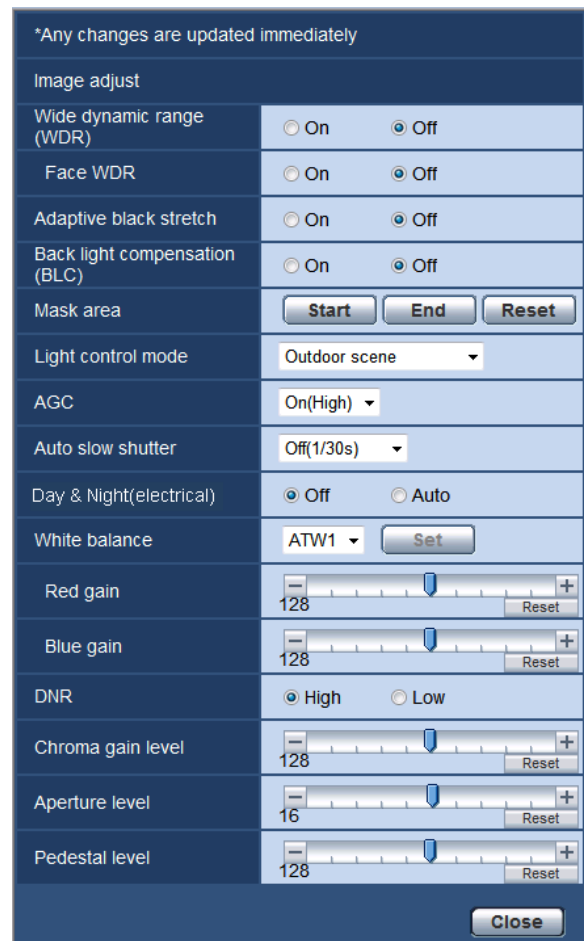 *Any changes are updated immediately
Image adjust
Wide dynamic range
(WDR)
On Off
Face WDR
On Off
Adaptive black stretch
On Off
Back light compensation
(BLC)
On Off
Mask area
Start End Reset
Light control mode
Outdoor scene
AGC
On(High)
Auto slow shutter
Off(1/30s)
Day & Night(electrical)
Off Auto
White balance
ATW1 Set
Red gain
128 Reset
Blue gain
128 Reset
DNR
High Low
Chroma gain level
128 Reset
Aperture level
16 Reset
Pedestal level
128 Reset
Close